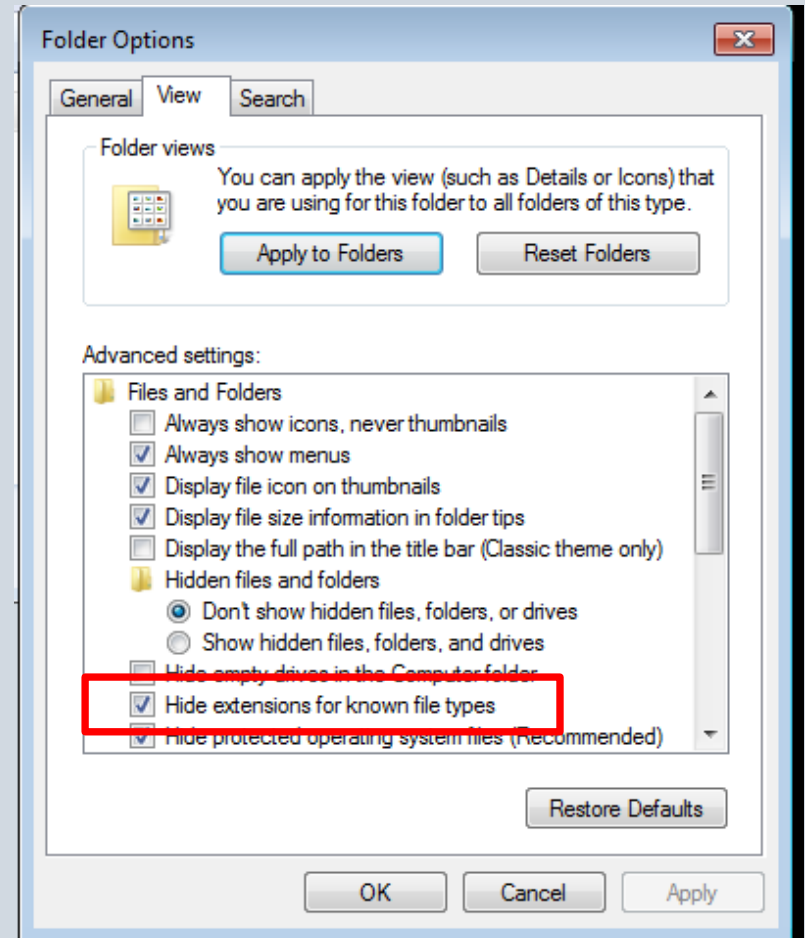 Folder Options
General
View
Search
Folder views
You can apply the view (such as Details or Icons) that
you are using for this folder to all folders of this type.
Apply to Folders
Reset Folders
Advanced settings:
Files and Folders
Always show icons, never thumbnails
Always show menus
Display file icon on thumbnails
Display file size information in folder tips
Display the full path in the title bar (Classic theme only)
Hidden files and folders
Don't show hidden files, folders, or drives
Show hidden files, folders, and drives
Hide empty drives in the Computer folder
Hide extensions for known file types
Hide protected operating system files (Recommended)
Restore Defaults
OK
Cancel
Apply